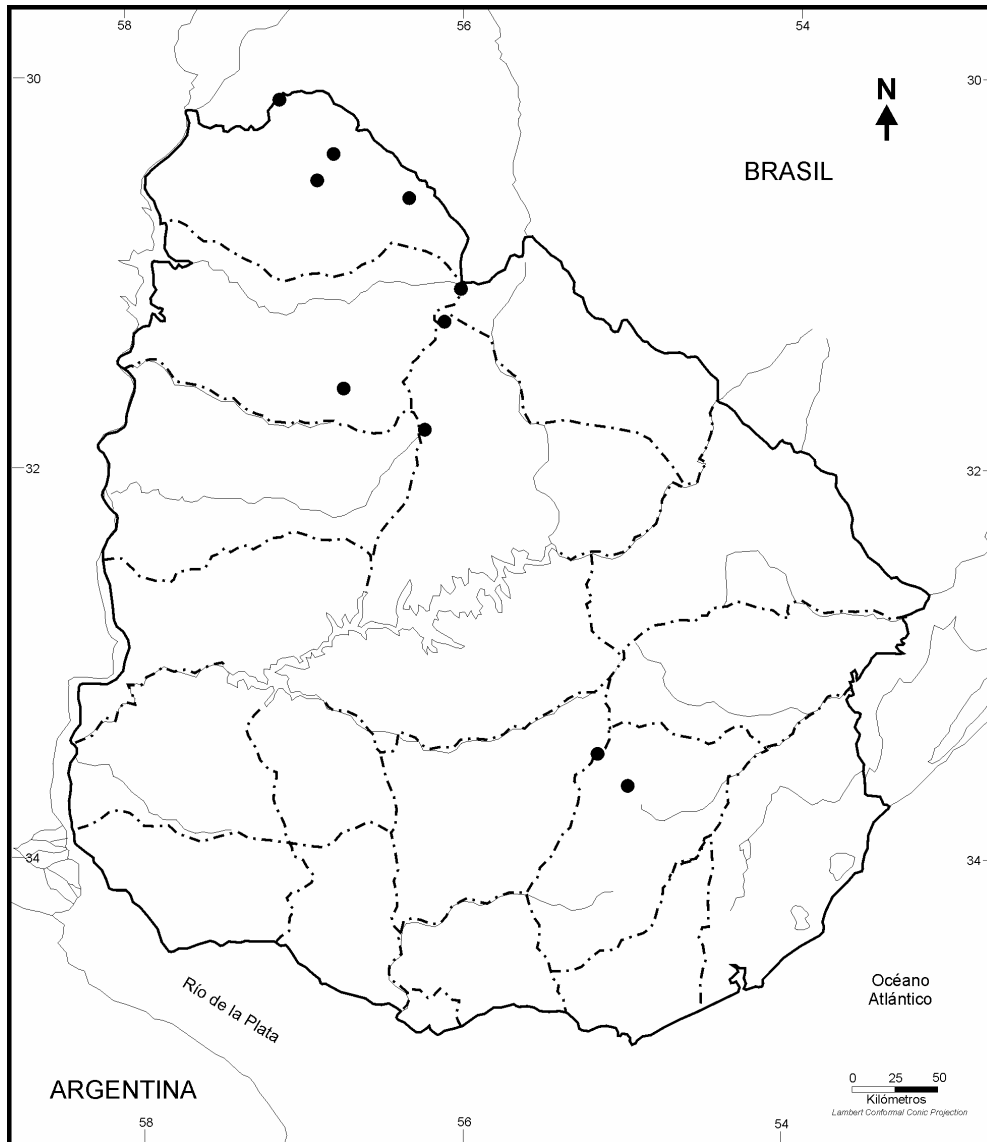 58 56 54
30 30
N
BRASIL
32 32
34 34
Río de la Plata
Océano
Atlántico
ARGENTINA
0 25 50
Kilómetros
Lambert Conformal Conic Projection
58 56 54